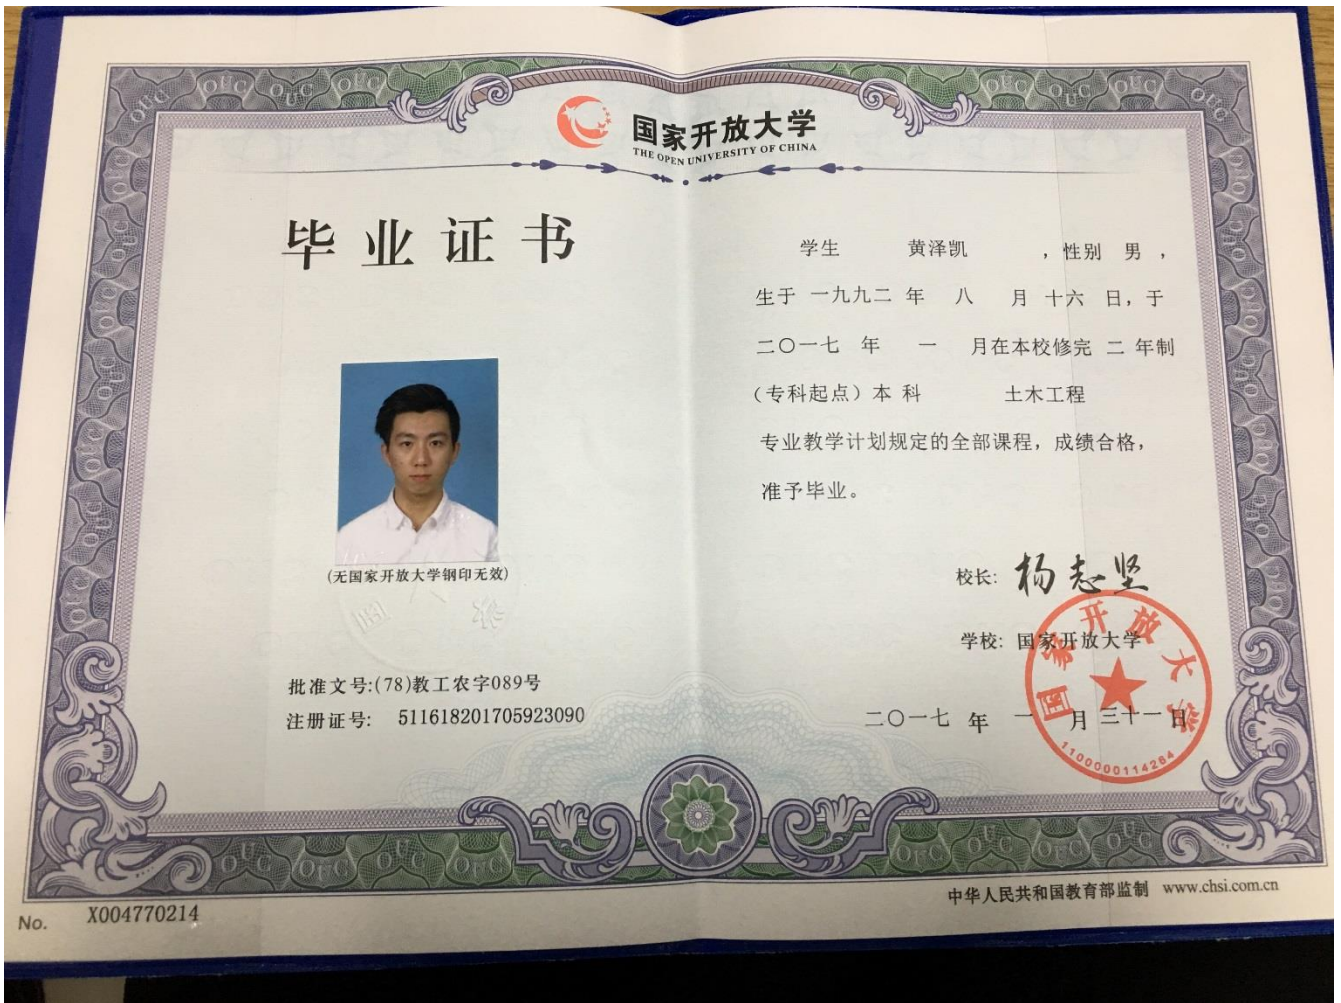 国家开放大学
THE OPEN UNIVERSITY OF CHINA
毕业证书
(无国家开放大学钢印无效)
批准文号:(78)教工农字089号
注册证号: 511618201705923090
学生 黄泽凯 , 性别 男 ,
生于 一九九二 年 八 月 十六 日, 于
二〇一七 年 一 月在本校修完 二 年制
(专科起点) 本 科 土木工程
专业教学计划规定的全部课程, 成绩合格,
准予毕业。
校长: 杨志坚
学校: 国家开放大学
二〇一七 年 一 月 三十一 日
国家开放大学
1100000114264
中华人民共和国教育部监制 www.chsi.com.cn
No. X004770214